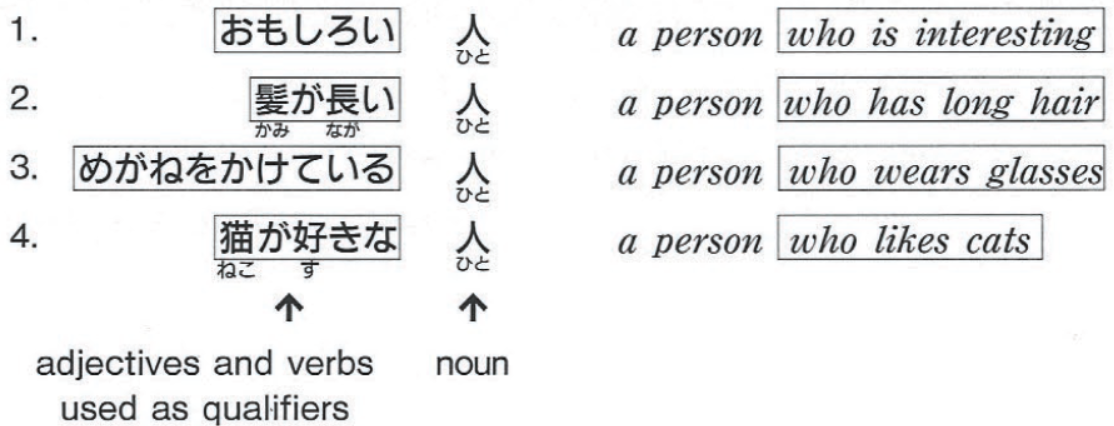 1. おもしろい 人 a person who is interesting
ひと
2. 髪が長い 人 a person who has long hair
かみ なが ひと
3. めがねをかけている 人 a person who wears glasses
ひと
4. 猫が好きな 人 a person who likes cats
ねこ す ひと
↑ ↑
adjectives and verbs noun
used as qualifiers